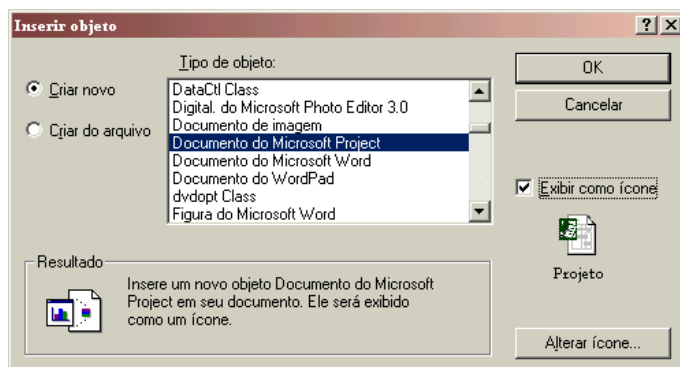 Inserir objeto
Tipo de objeto:
Criar novo
Criar do arquivo
DataCtl Class
Digital. do Microsoft Photo Editor 3.0
Documento de imagem
Documento do Microsoft Project
Documento do Microsoft Word
Documento do WordPad
dvdopt Class
Figura do Microsoft Word
OK
Cancelar
Exibir como ícone
Projeto
Resultado
Insere um novo objeto Documento do Microsoft
Project em seu documento. Ele será exibido
como um ícone.
Alterar ícone...